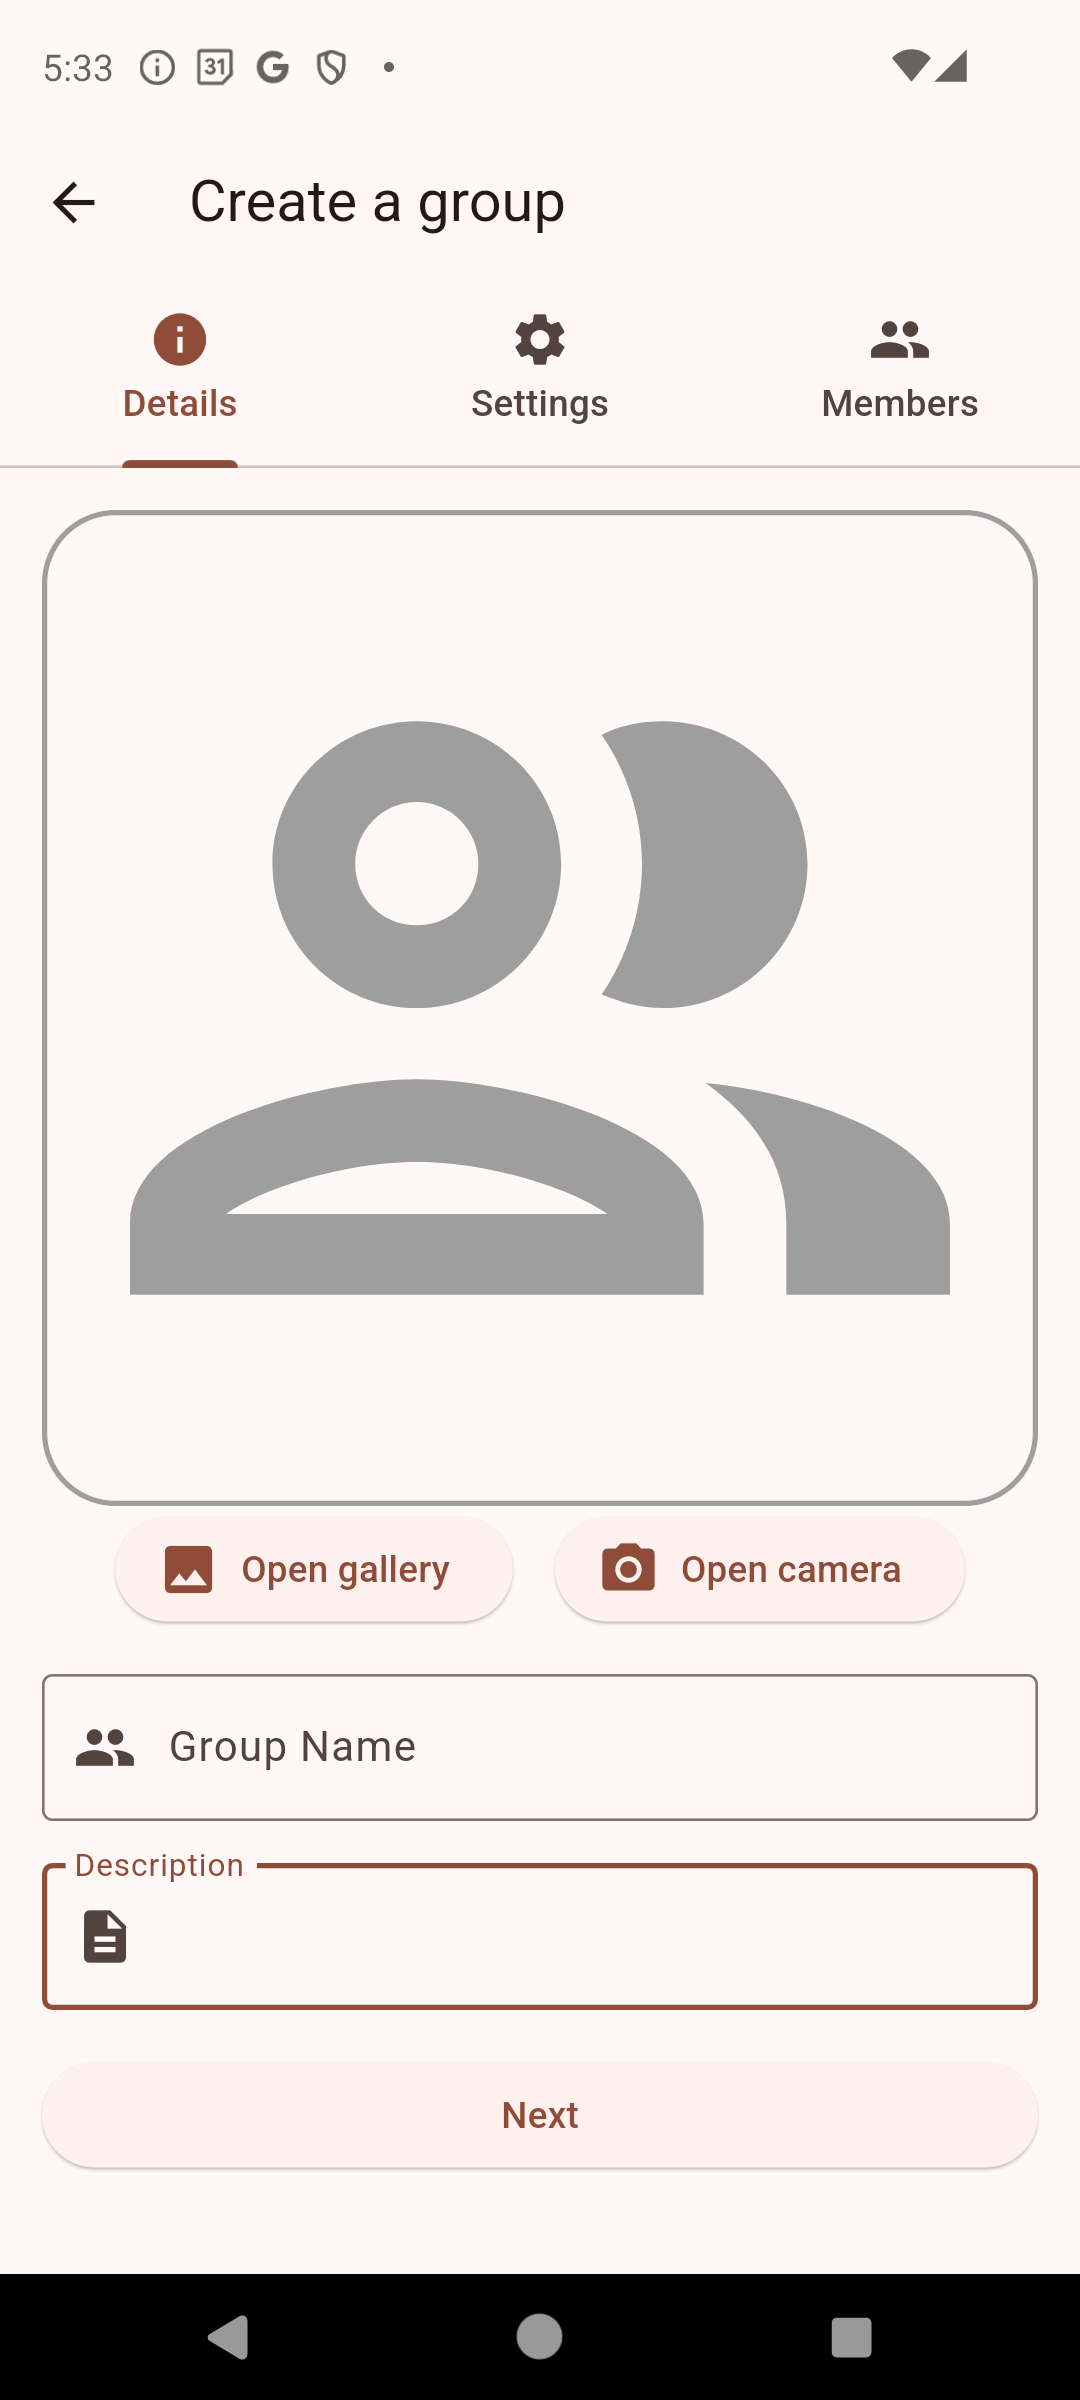 5:33
31
Create a group
Details
Settings
Members
Open gallery
Open camera
Group Name
Description
Next